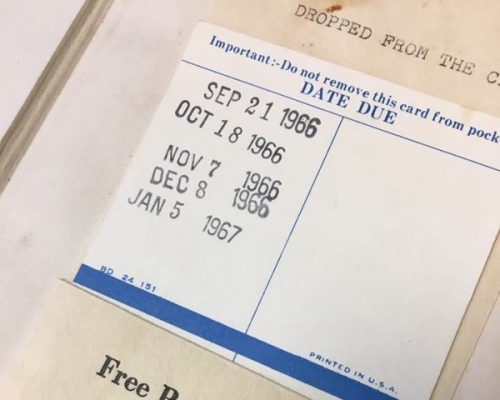 DROPPED FROM THE
Important:-Do not remove this card from
DATE DUE
SEP 21 1966
OCT 18 1966
NOV 7 1966
DEC 8 1966
JAN 5 1967
BD 24 151
PRINTED IN U.S.A.
Free